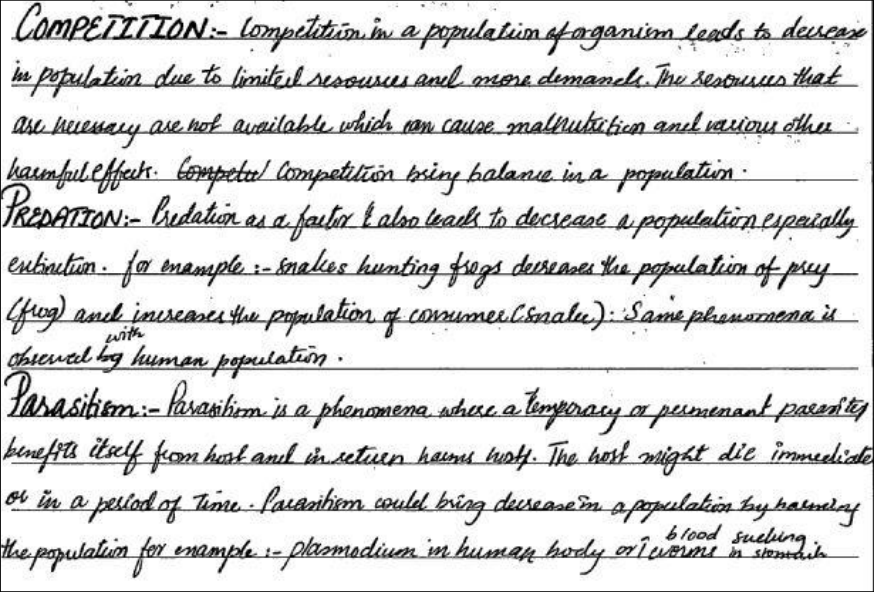 COMPETITION:- Competition in a population of organism leads to decrease
in population due to limited resources and more demands. The resources that
are necessary are not available which can cause malnutrition and various other
harmful effects. Competi Competition bring balance in a population.
PREDATION:- Predation as a factor also leads to decrease a population especially
extinction. for example :- snakes hunting frogs decreases the population of prey
(frog) and increases the population of consumer (snake). Same phenomena is
observed by with human population.
Parasitism:- Parasitism is a phenomena where a temporary or permenant parasites
benefits itself from host and in return harms host. The host might die immediate
or in a period of time. Parasitism could bring decrease in a population by harming
the population for example :- plasmodium in human body or blood sucking worms in stomach